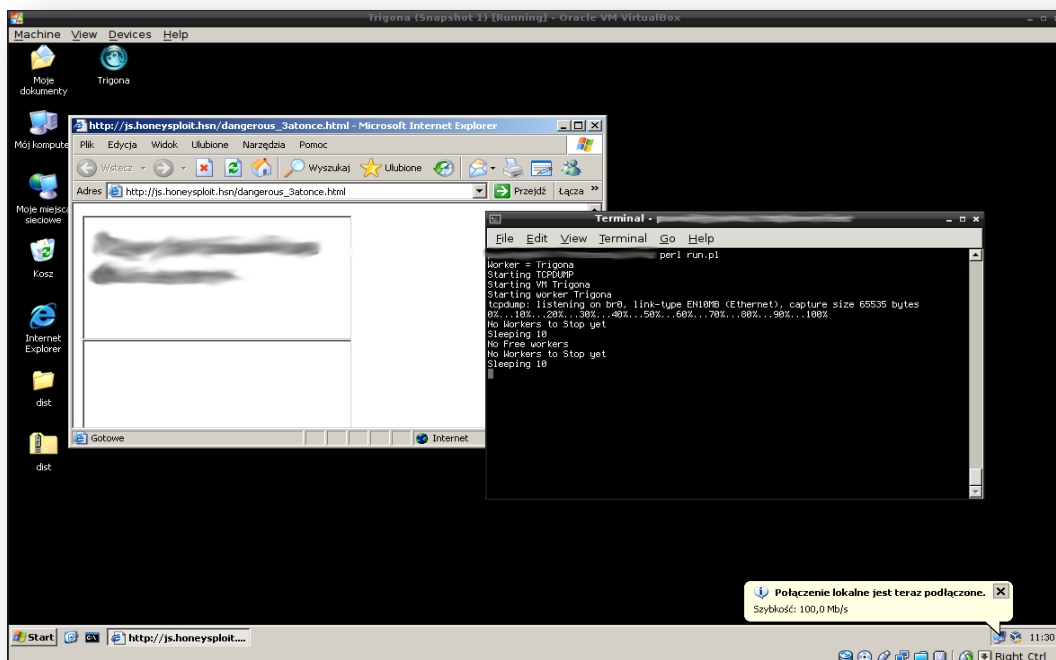 Trigona (Snapshot 1) [Running] - Oracle VM VirtualBox
Machine View Devices Help
Moje dokumenty
Trigona
Mój kompute
Moje miejsca sieciowe
Kosz
Internet Explorer
dist
dist
http://js.honeysploit.hsn/dangerous_3atonce.html - Microsoft Internet Explorer
Plik Edycja Widok Ulubione Narzędzia Pomoc
Wstecz Wyszukaj Ulubione
Adres http://js.honeysploit.hsn/dangerous_3atonce.html Przejdź Łącza »
Gotowe Internet
Terminal -
File Edit View Terminal Go Help
perl run.pl
Worker = Trigona
Starting TCPDUMP
Starting VM Trigona
Starting worker Trigona
tcpdump: listening on br0, link-type EN10MB (Ethernet), capture size 65535 bytes
0%...10%...20%...30%...40%...50%...60%...70%...80%...90%...100%
No Workers to Stop yet
Sleeping 10
No Free workers
No Workers to Stop yet
Sleeping 10
Połączenie lokalne jest teraz podłączone.
Szybkość: 100,0 Mb/s
Start http://js.honeysploit.... 11:30
Right Ctrl